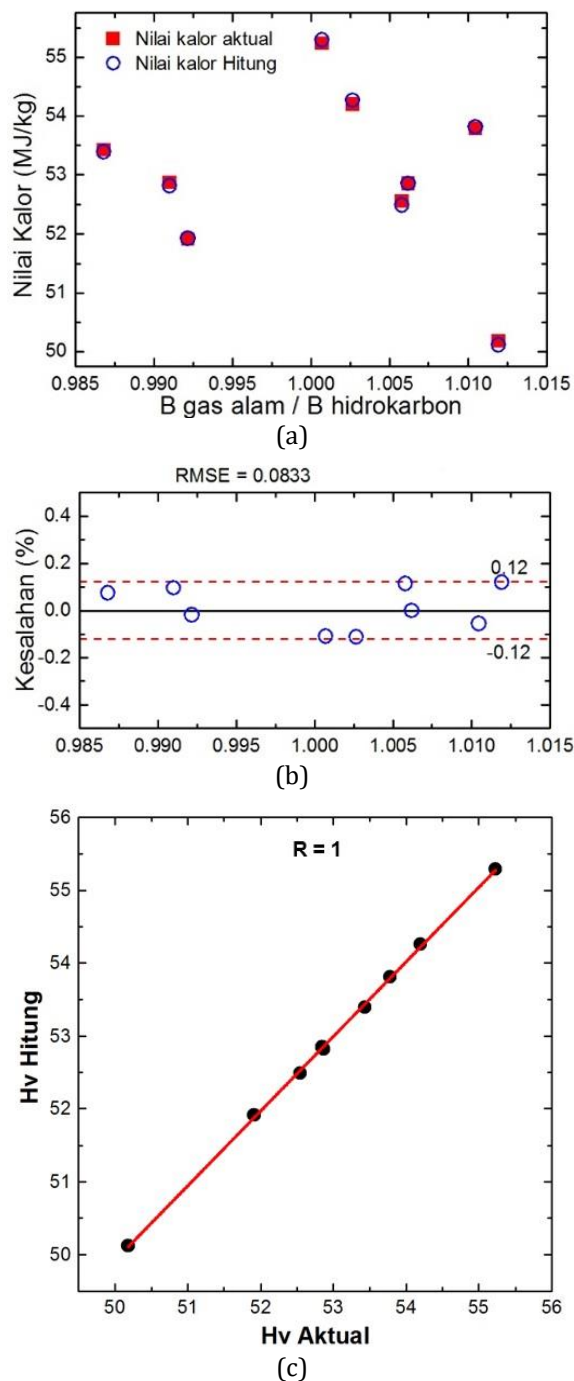 Nilai kalor aktual
Nilai kalor Hitung
Nilai Kalor (MJ/kg)
55
54
53
52
51
50
0.985 0.990 0.995 1.000 1.005 1.010 1.015
B gas alam / B hidrokarbon
(a)
RMSE = 0.0833
Kesalahan (%)
0.4
0.2
0.0
-0.2
-0.4
0,12
-0.12
0.985 0.990 0.995 1.000 1.005 1.010 1.015
(b)
R = 1
Hv Hitung
56
55
54
53
52
51
50
50 51 52 53 54 55 56
Hv Aktual
(c)